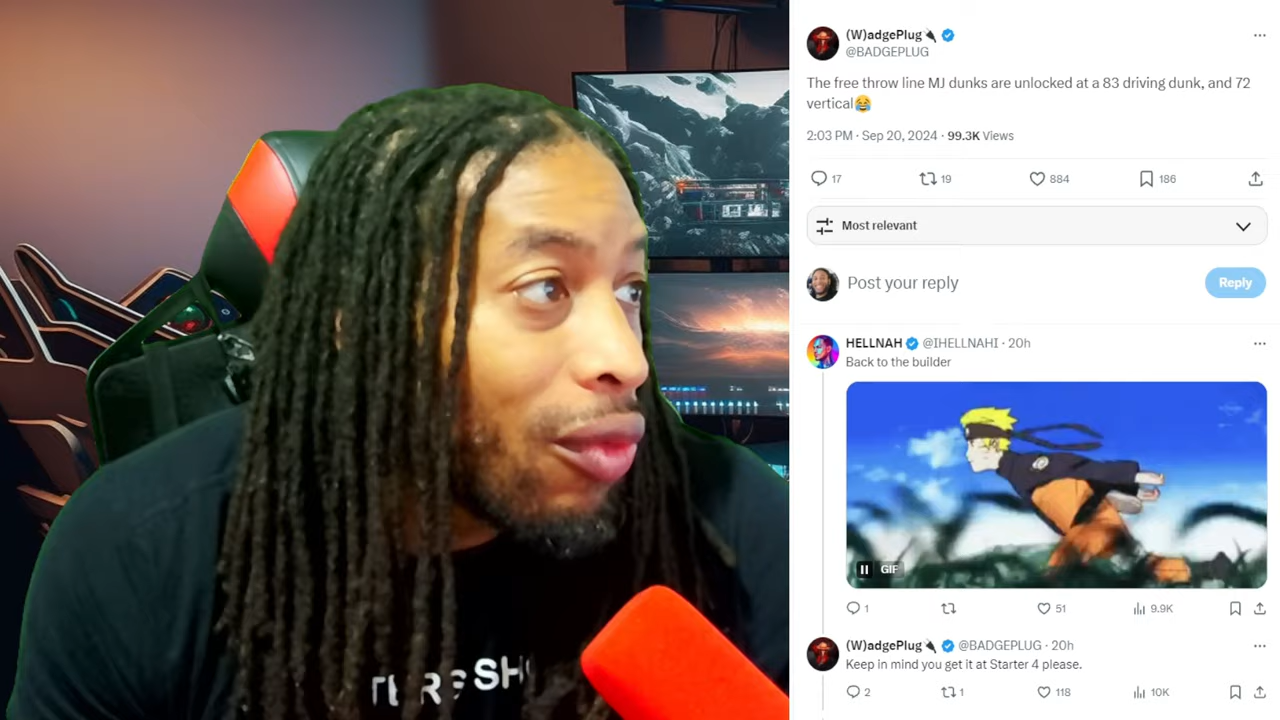 (W)adgePlug
@BADGEPLUG
The free throw line MJ dunks are unlocked at a 83 driving dunk, and 72
vertical😂
2:03 PM · Sep 20, 2024 · 99.3K Views
17 19 884 186
Most relevant
Post your reply
Reply
HELLNAH @IHELLNAHI · 20h
Back to the builder
GIF
1 51 9.9K
(W)adgePlug @BADGEPLUG · 20h
Keep in mind you get it at Starter 4 please.
2 1 118 10K